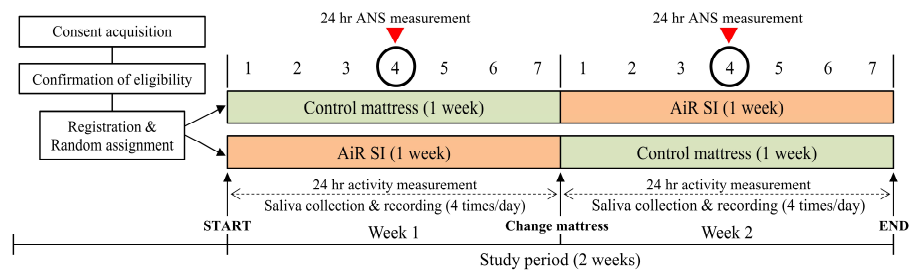 Consent acquisition
Confirmation of eligibility
Registration &
Random assignment
24 hr ANS measurement
24 hr ANS measurement
1 2 3 4 5 6 7 1 2 3 4 5 6 7
Control mattress (1 week)
AiR SI (1 week)
AiR SI (1 week)
Control mattress (1 week)
24 hr activity measurement
24 hr activity measurement
Saliva collection & recording (4 times/day)
Saliva collection & recording (4 times/day)
START
Change mattress
END
Week 1
Week 2
Study period (2 weeks)